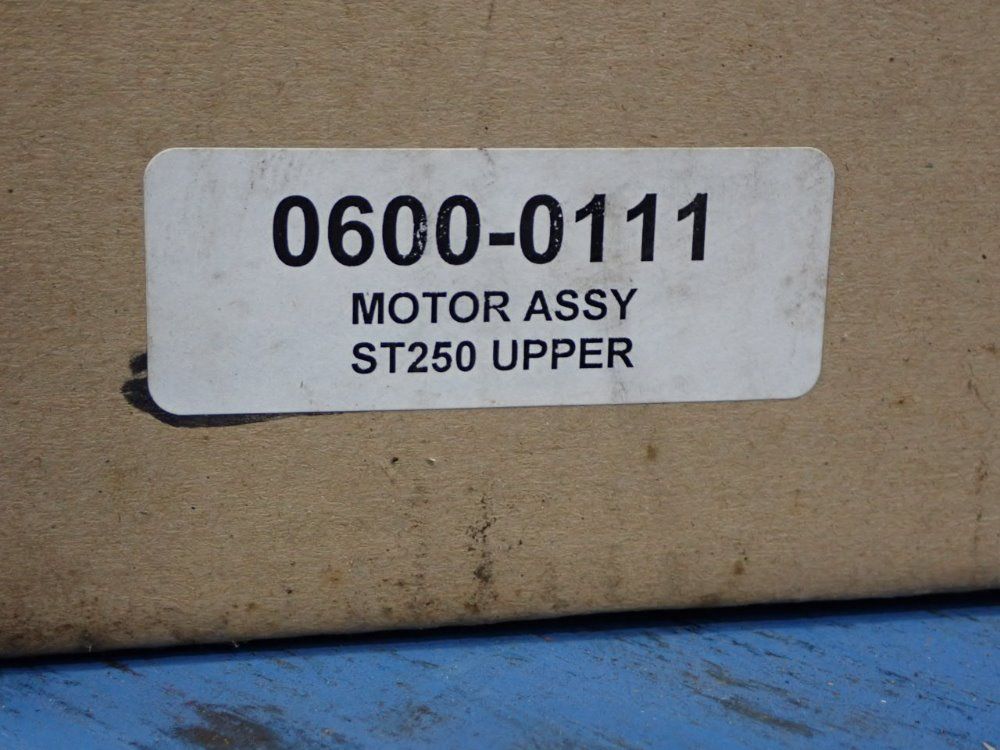 0600-0111
MOTOR ASSY
ST250 UPPER